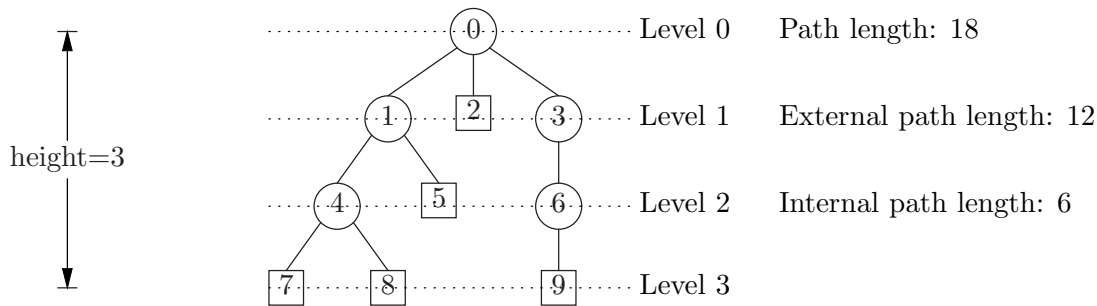 0 Level 0 Path length: 18
1 2 3 Level 1 External path length: 12
height=3
4 5 6 Level 2 Internal path length: 6
7 8 9 Level 3